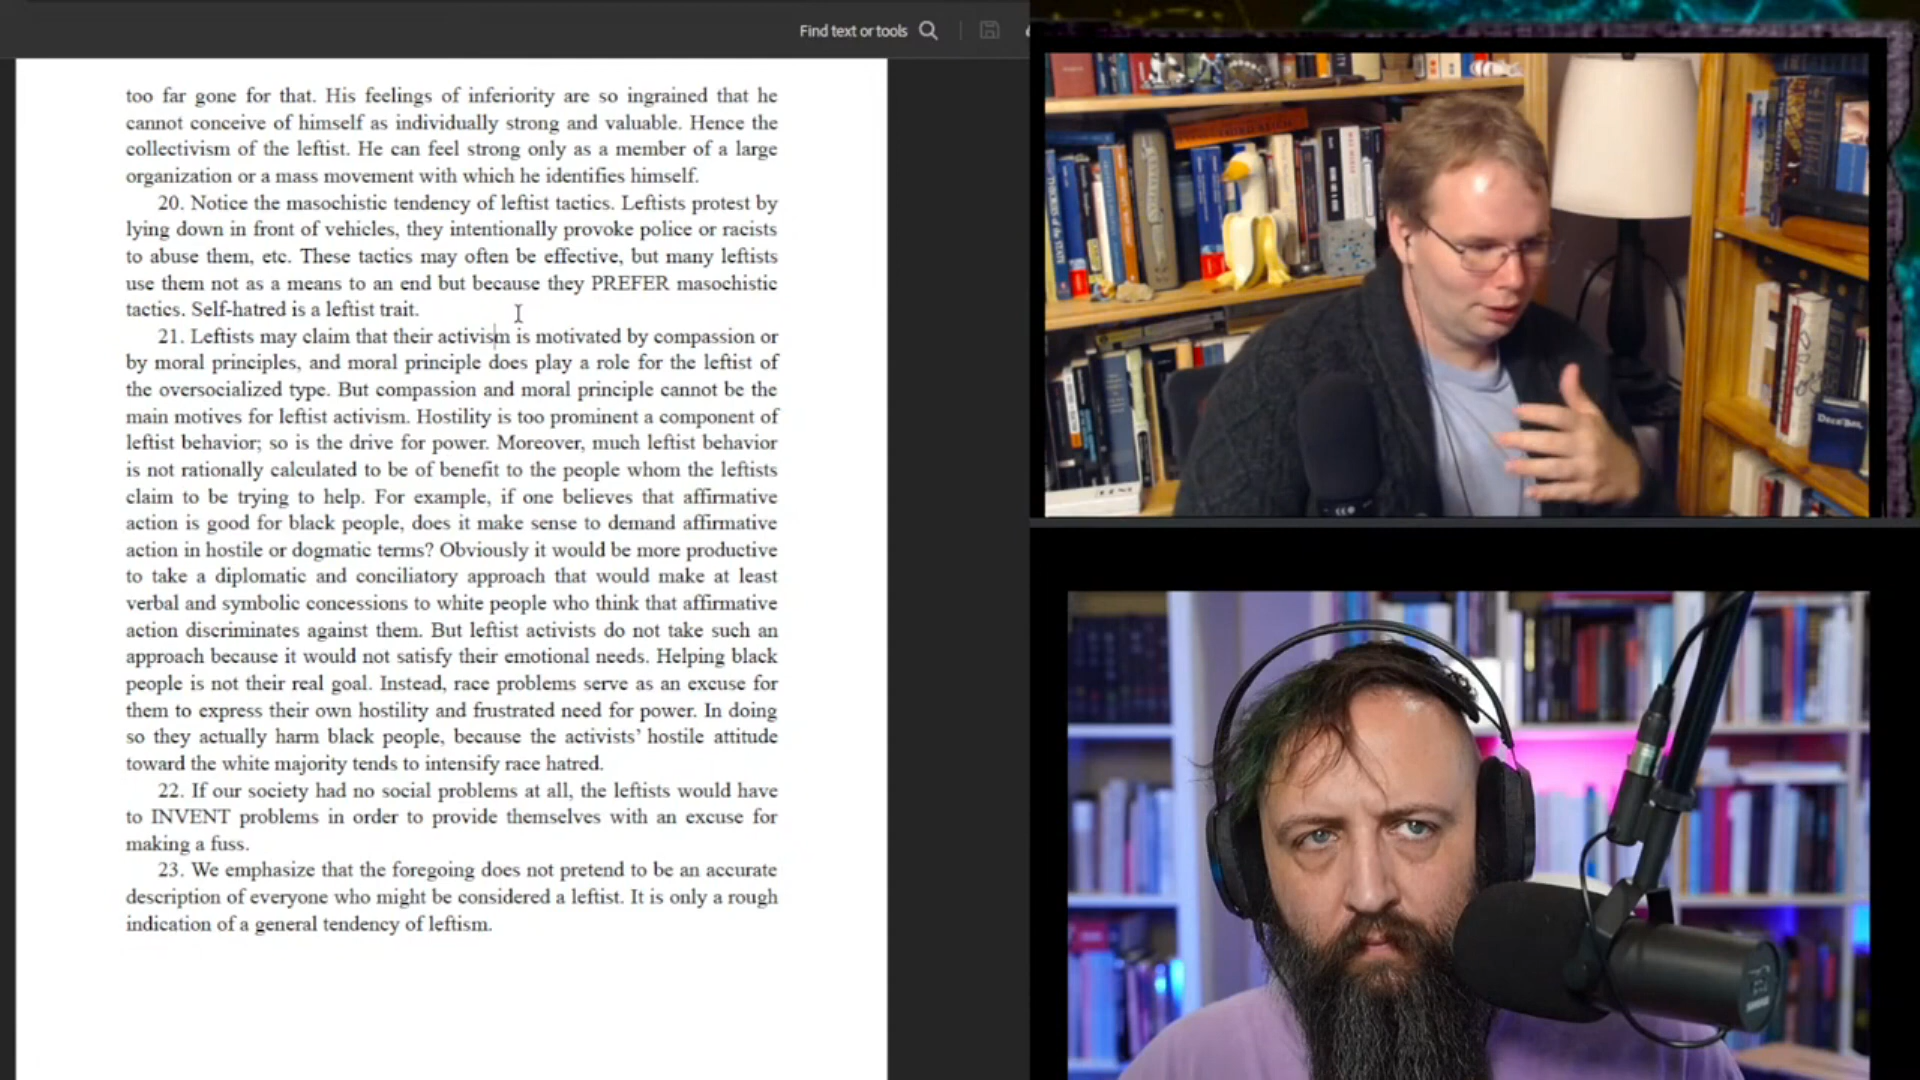 Find text or tools
too far gone for that. His feelings of inferiority are so ingrained that he
cannot conceive of himself as individually strong and valuable. Hence the
collectivism of the leftist. He can feel strong only as a member of a large
organization or a mass movement with which he identifies himself.
20. Notice the masochistic tendency of leftist tactics. Leftists protest by
lying down in front of vehicles, they intentionally provoke police or racists
to abuse them, etc. These tactics may often be effective, but many leftists
use them not as a means to an end but because they PREFER masochistic
tactics. Self-hatred is a leftist trait.
21. Leftists may claim that their activism is motivated by compassion or
by moral principles, and moral principle does play a role for the leftist of
the oversocialized type. But compassion and moral principle cannot be the
main motives for leftist activism. Hostility is too prominent a component of
leftist behavior; so is the drive for power. Moreover, much leftist behavior
is not rationally calculated to be of benefit to the people whom the leftists
claim to be trying to help. For example, if one believes that affirmative
action is good for black people, does it make sense to demand affirmative
action in hostile or dogmatic terms? Obviously it would be more productive
to take a diplomatic and conciliatory approach that would make at least
verbal and symbolic concessions to white people who think that affirmative
action discriminates against them. But leftist activists do not take such an
approach because it would not satisfy their emotional needs. Helping black
people is not their real goal. Instead, race problems serve as an excuse for
them to express their own hostility and frustrated need for power. In doing
so they actually harm black people, because the activists’ hostile attitude
toward the white majority tends to intensify race hatred.
22. If our society had no social problems at all, the leftists would have
to INVENT problems in order to provide themselves with an excuse for
making a fuss.
23. We emphasize that the foregoing does not pretend to be an accurate
description of everyone who might be considered a leftist. It is only a rough
indication of a general tendency of leftism.